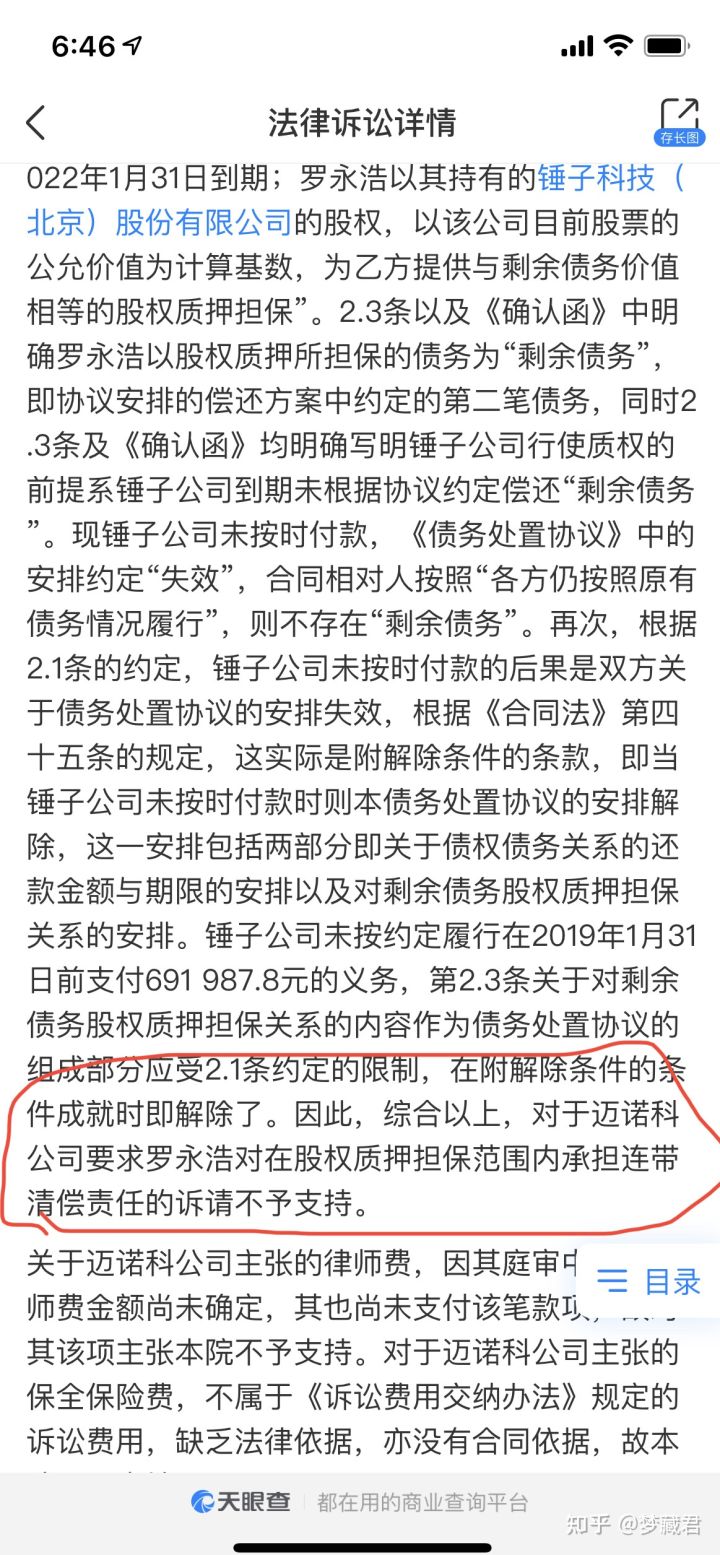 6:46
法律诉讼详情
存长图
022年1月31日到期；罗永浩以其持有的锤子科技（
北京）股份有限公司的股权，以该公司目前股票的
公允价值为计算基数，为乙方提供与剩余债务价值
相等的股权质押担保”。2.3条以及《确认函》中明
确罗永浩以股权质押所担保的债务为“剩余债务”，
即协议安排的偿还方案中约定的第二笔债务，同时2
.3条及《确认函》均明确写明锤子公司行使质权的
前提系锤子公司到期未根据协议约定偿还“剩余债务
”。现锤子公司未按时付款，《债务处置协议》中的
安排约定“失效”，合同相对人按照“各方仍按照原有
债务情况履行”，则不存在“剩余债务”。再次，根据
2.1条的约定，锤子公司未按时付款的后果是双方关
于债务处置协议的安排失效，根据《合同法》第四
十五条的规定，这实际是附解除条件的条款，即当
锤子公司未按时付款时则本债务处置协议的安排解
除，这一安排包括两部分即关于债权债务关系的还
款金额与期限的安排以及对剩余债务股权质押担保
关系的安排。锤子公司未按约定履行在2019年1月31
日前支付691 987.8元的义务，第2.3条关于对剩余
债务股权质押担保关系的内容作为债务处置协议的
组成部分应受2.1条约定的限制，在附解除条件的条
件成就时即解除了。因此，综合以上，对于迈诺科
公司要求罗永浩对在股权质押担保范围内承担连带
清偿责任的诉请不予支持。
关于迈诺科公司主张的律师费，因其庭审中
师费金额尚未确定，其也尚未支付该笔款项，
其该项主张本院不予支持。对于迈诺科公司主张的
保全保险费，不属于《诉讼费用交纳办法》规定的
诉讼费用，缺乏法律依据，亦没有合同依据，故本
目录
天眼查 都在用的商业查询平台
知乎 @梦藏君